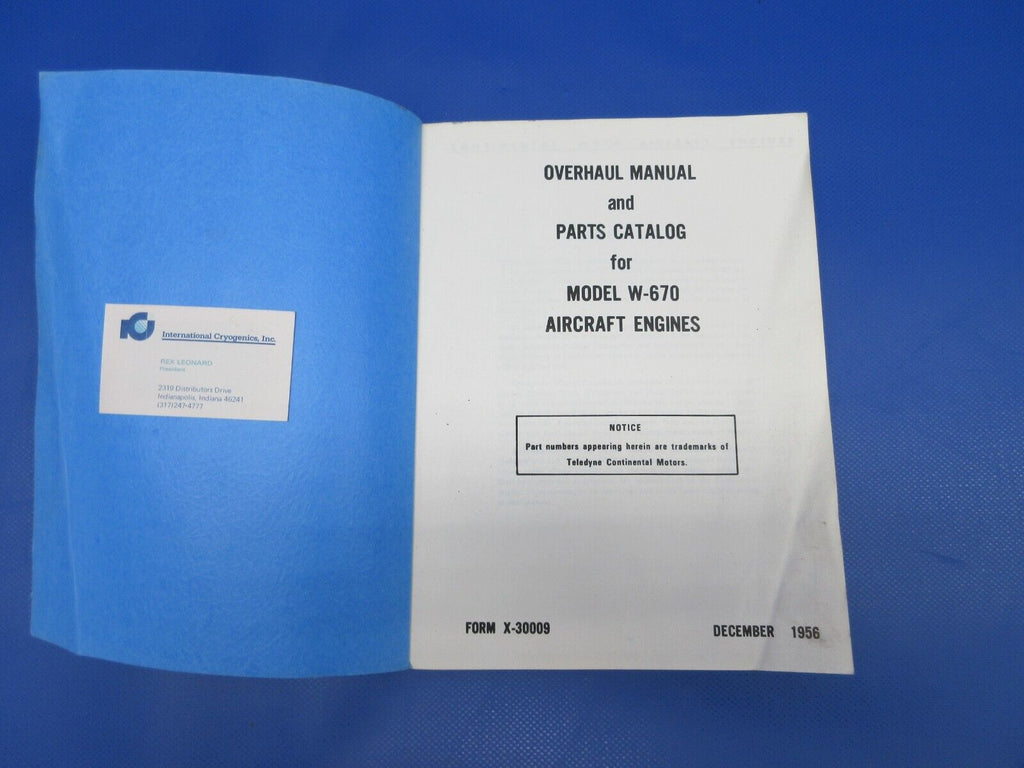 ICI
International Cryogenics, Inc.
REX LEONARD
President
2319 Distributors Drive
Indianapolis, Indiana 46241
(317)247-4777
OVERHAUL MANUAL
and
PARTS CATALOG
for
MODEL W-670
AIRCRAFT ENGINES
NOTICE
Part numbers appearing herein are trademarks of
Teledyne Continental Motors.
FORM X-30009
DECEMBER 1956